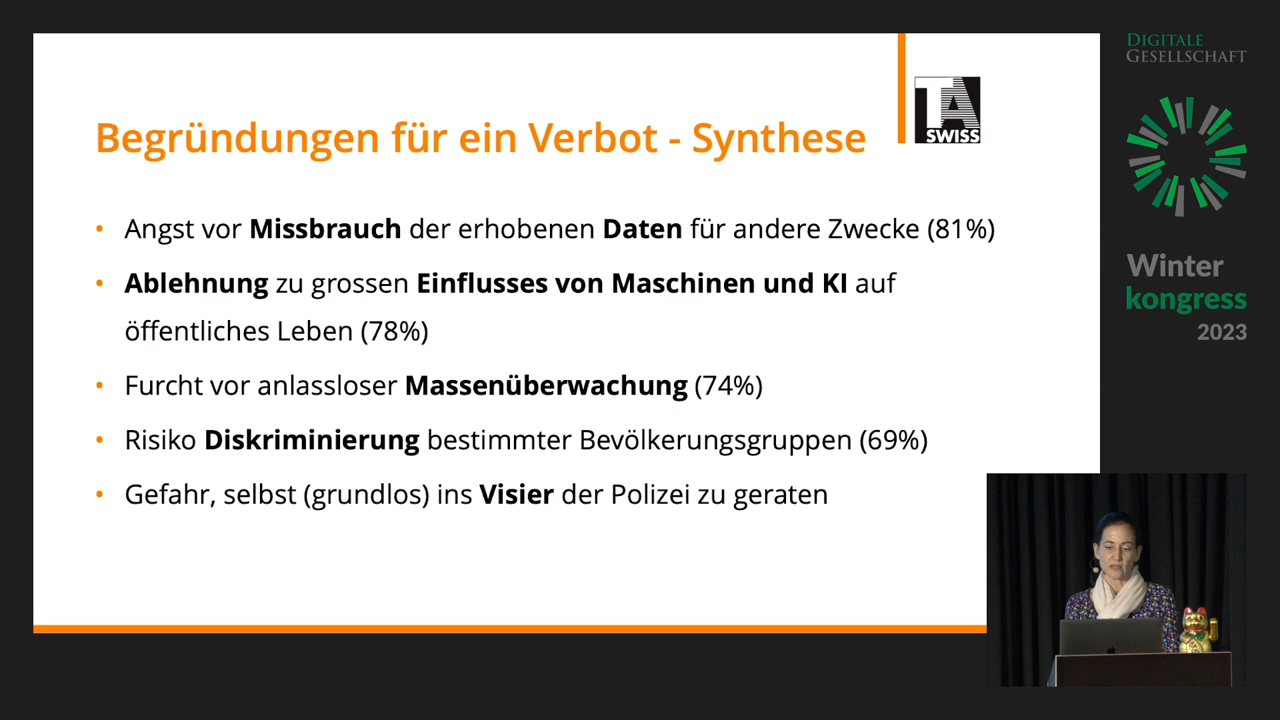 Begründungen für ein Verbot - Synthese
TA
SWISS
• Angst vor Missbrauch der erhobenen Daten für andere Zwecke (81%)
• Ablehnung zu grossen Einflusses von Maschinen und KI auf
öffentliches Leben (78%)
• Furcht vor anlassloser Massenüberwachung (74%)
• Risiko Diskriminierung bestimmter Bevölkerungsgruppen (69%)
• Gefahr, selbst (grundlos) ins Visier der Polizei zu geraten
DIGITALE
GESELLSCHAFT
Winter
kongress
2023